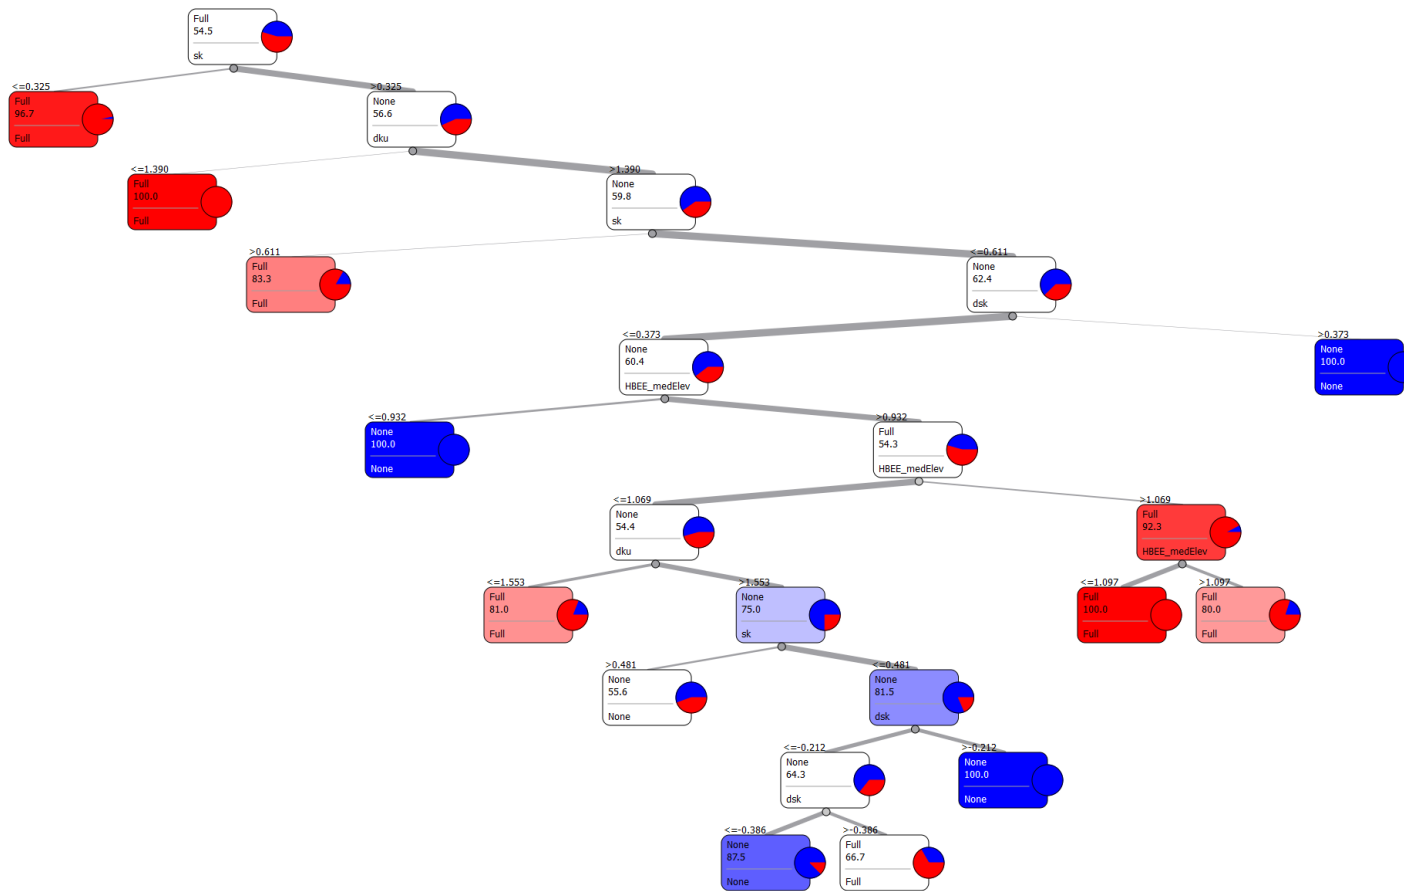 Full
54.5
sk
<=0.325
Full
96.7
Full
>0.325
None
56.6
dku
<=1.390
Full
100.0
Full
>1.390
None
59.8
sk
>0.611
Full
83.3
Full
<=0.611
None
62.4
dsk
<=0.373
None
60.4
HBEE_medElev
>0.373
None
100.0
None
<=0.932
None
100.0
None
>0.932
Full
54.3
HBEE_medElev
<=1.069
None
54.4
dku
>1.069
Full
92.3
HBEE_medElev
<=1.553
Full
81.0
Full
>1.553
None
75.0
sk
<=1.097
Full
100.0
Full
>1.097
Full
80.0
Full
>0.481
None
55.6
None
<=0.481
None
81.5
dsk
<=-0.212
None
64.3
dsk
>-0.212
None
100.0
None
<=-0.386
None
87.5
None
>-0.386
Full
66.7
Full